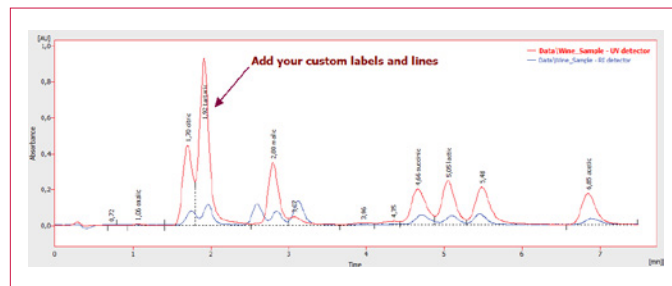 [AU]
1,0
Data\Wine_Sample - UV detector
Data\Wine_Sample - RI detector
Add your custom labels and lines
0,8
0,6
0,4
0,2
0,0
Absorbance
0,72
1,06 oxalic
1,70 citric
1,92 tartaric
2,80 malic
3,07
3,96
4,35
4,66 succinic
5,05 lactic
5,48
6,85 acetic
0 1 2 3 4 5 6 7 [min]
Time